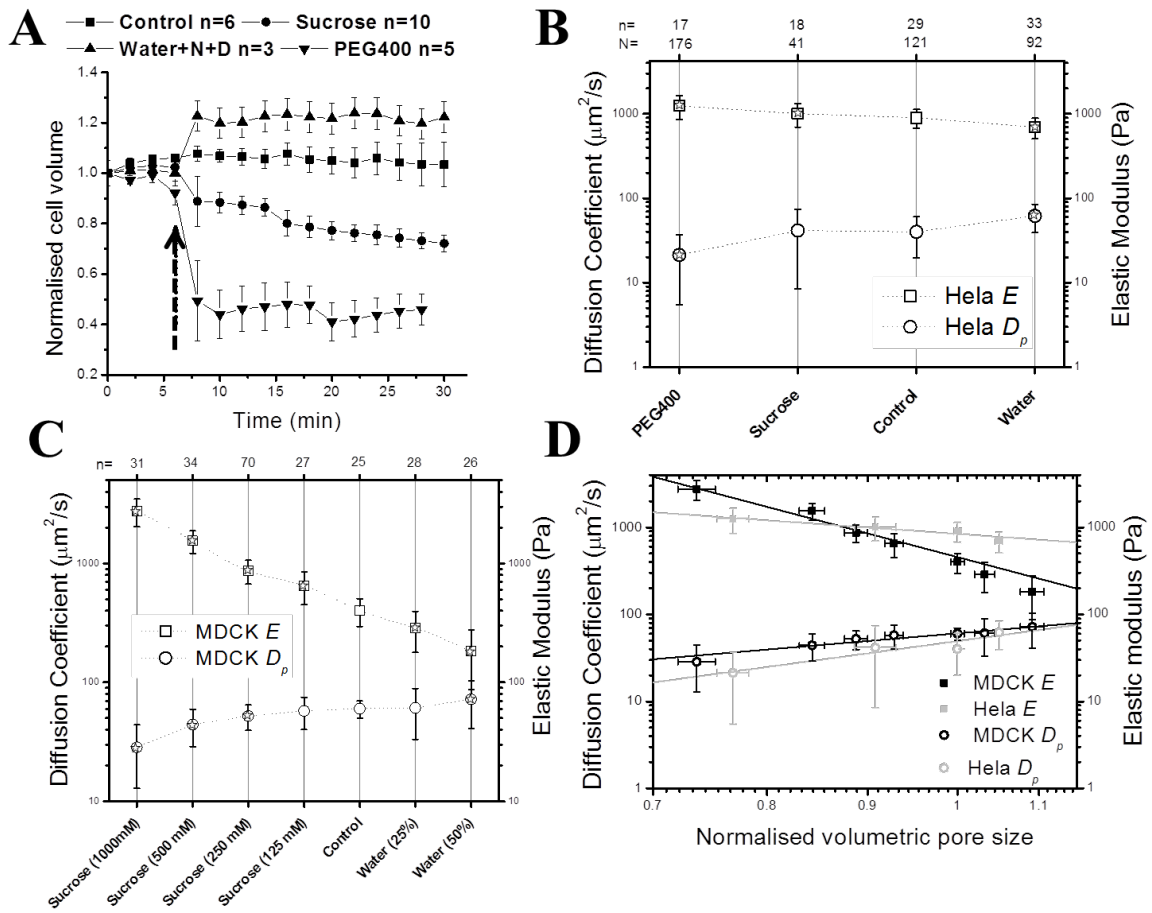 A
Control n=6 Sucrose n=10
Water+N+D n=3 PEG400 n=5
Normalised cell volume
1.4
1.2
1.0
0.8
0.6
0.4
0.2
0 5 10 15 20 25 30
Time (min)
B
n= 17 18 29 33
N= 176 41 121 92
Diffusion Coefficient (μm²/s)
1000
100
10
1
Elastic Modulus (Pa)
1000
100
10
1
Hela E
Hela Dp
PEG400 Sucrose Control Water
C
n= 31 34 70 27 25 28 26
Diffusion Coefficient (μm²/s)
1000
100
10
Elastic Modulus (Pa)
1000
100
10
MDCK E
MDCK Dp
Sucrose (1000mM) Sucrose (500 mM) Sucrose (250 mM) Sucrose (125 mM) Control Water (25%) Water (50%)
D
Diffusion Coefficient (μm²/s)
1000
100
10
1
Elastic modulus (Pa)
1000
100
10
1
MDCK E
Hela E
MDCK Dp
Hela Dp
0.7 0.8 0.9 1 1.1
Normalised volumetric pore size